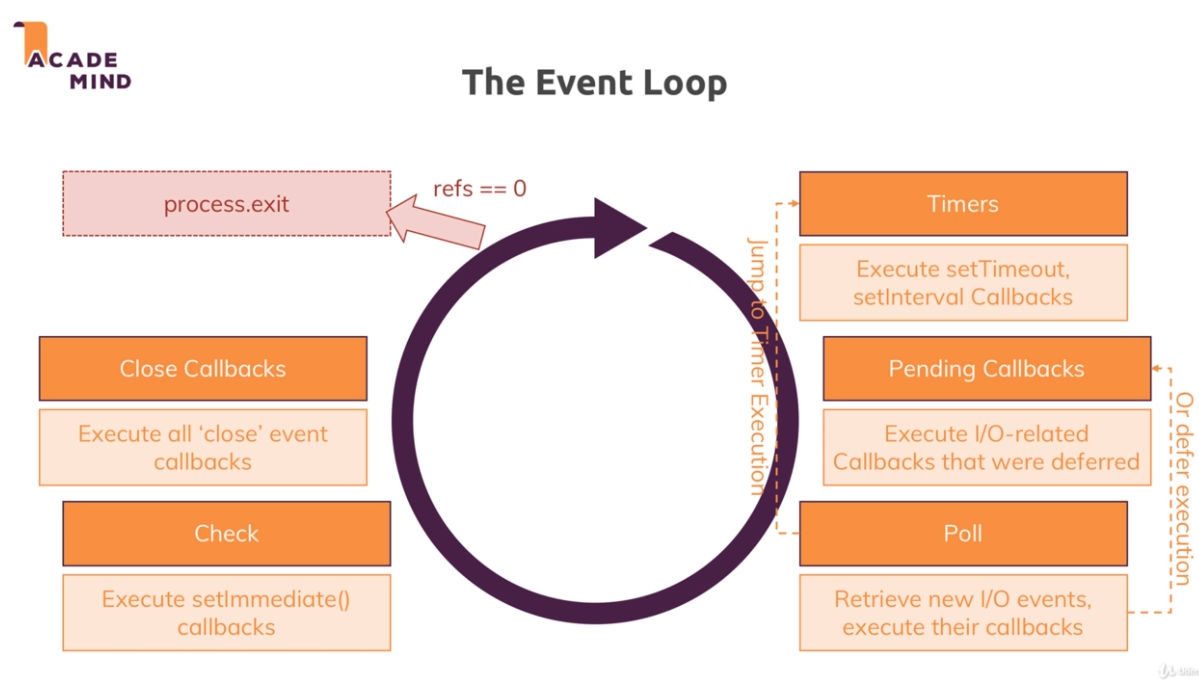 ACADE
MIND
The Event Loop
process.exit
refs == 0
Timers
Execute setTimeout,
setInterval Callbacks
Jump to Timer Execution
Close Callbacks
Execute all ‘close’ event
callbacks
Pending Callbacks
Execute I/O-related
Callbacks that were deferred
Or defer execution
Check
Execute setImmediate()
callbacks
Poll
Retrieve new I/O events,
execute their callbacks